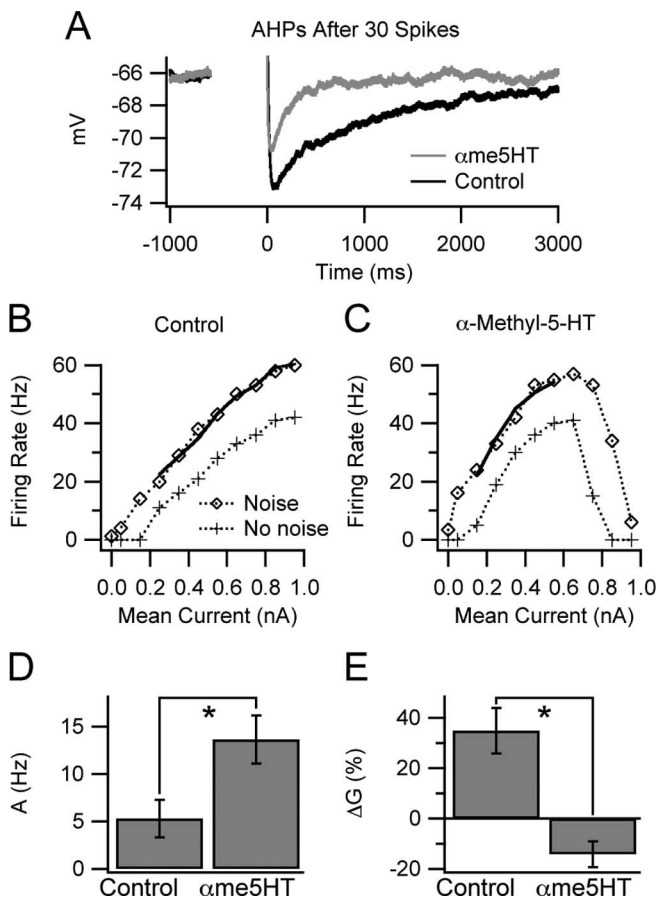 A
AHPs After 30 Spikes
-66
-68
-70
-72
-74
mV
αme5HT
Control
-1000
0
1000
2000
3000
Time (ms)
B
Control
60
40
20
0
Firing Rate (Hz)
Noise
No noise
0.0 0.2 0.4 0.6 0.8 1.0
Mean Current (nA)
C
α-Methyl-5-HT
60
40
20
0
Firing Rate (Hz)
0.0 0.2 0.4 0.6 0.8 1.0
Mean Current (nA)
D
15
10
5
0
A (Hz)
*
Control αme5HT
E
40
20
0
-20
ΔG (%)
*
Control αme5HT